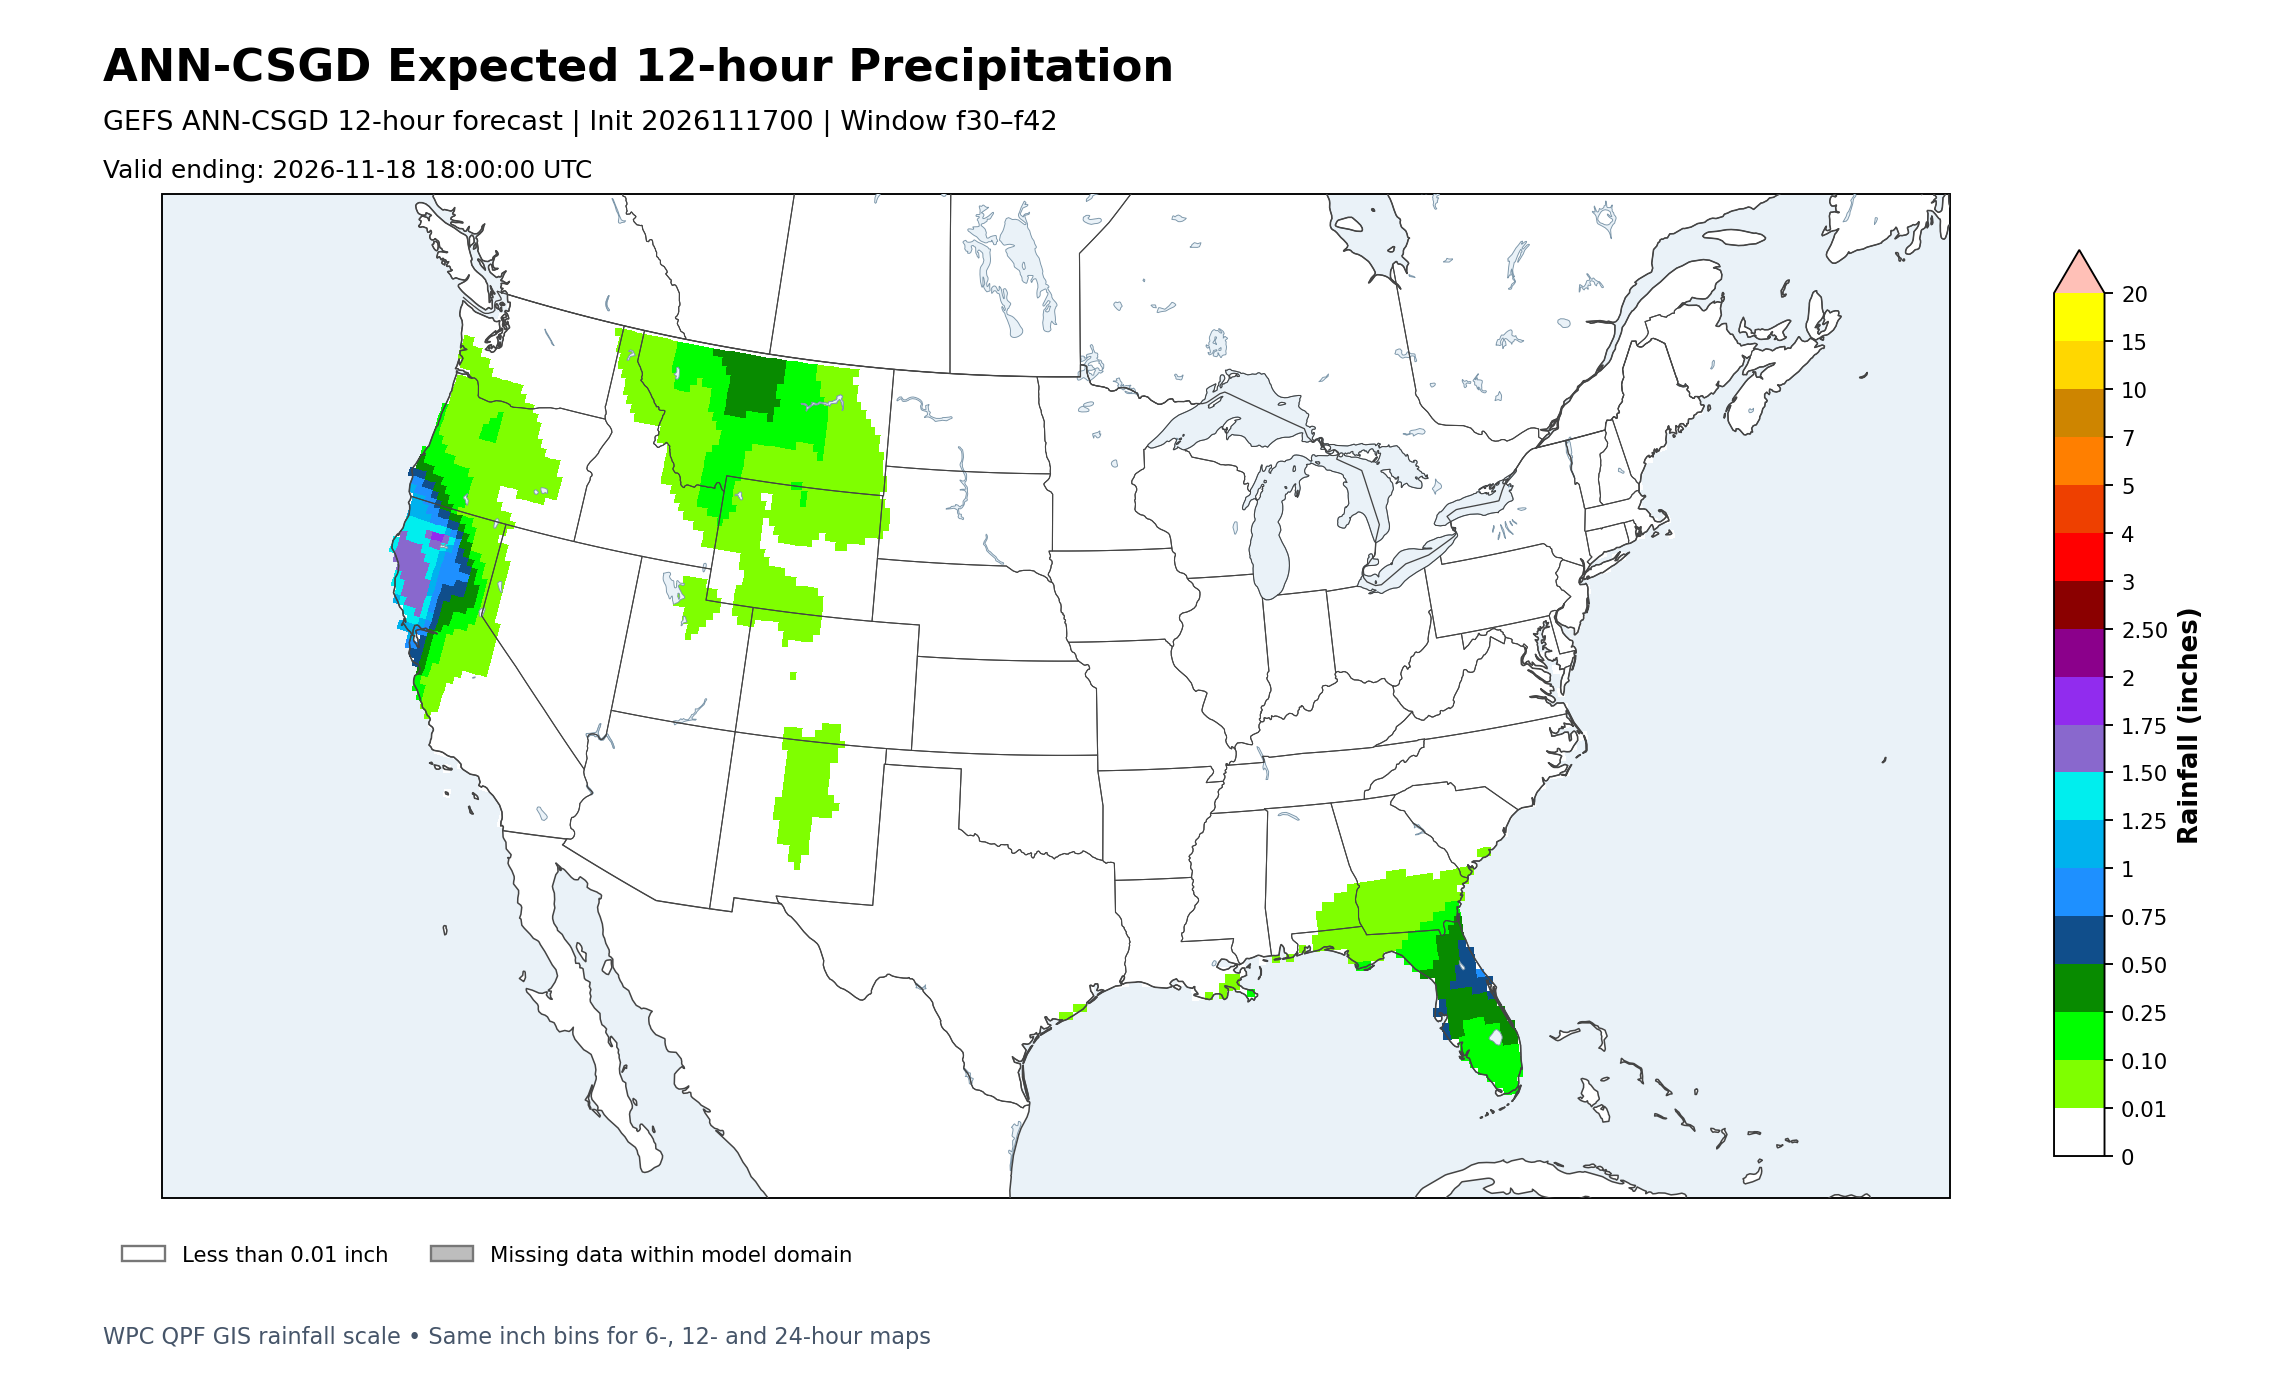 ANN-CSGD Expected 12-hour Precipitation
GEFS ANN-CSGD 12-hour forecast | Init 2026111700 | Window f30–f42
Valid ending: 2026-11-18 18:00:00 UTC
20
15
10
7
5
4
3
2.50
2
1.75
1.50
1.25
1
0.75
0.50
0.25
0.10
0.01
0
Rainfall (inches)
Less than 0.01 inch
Missing data within model domain
WPC QPF GIS rainfall scale • Same inch bins for 6-, 12- and 24-hour maps